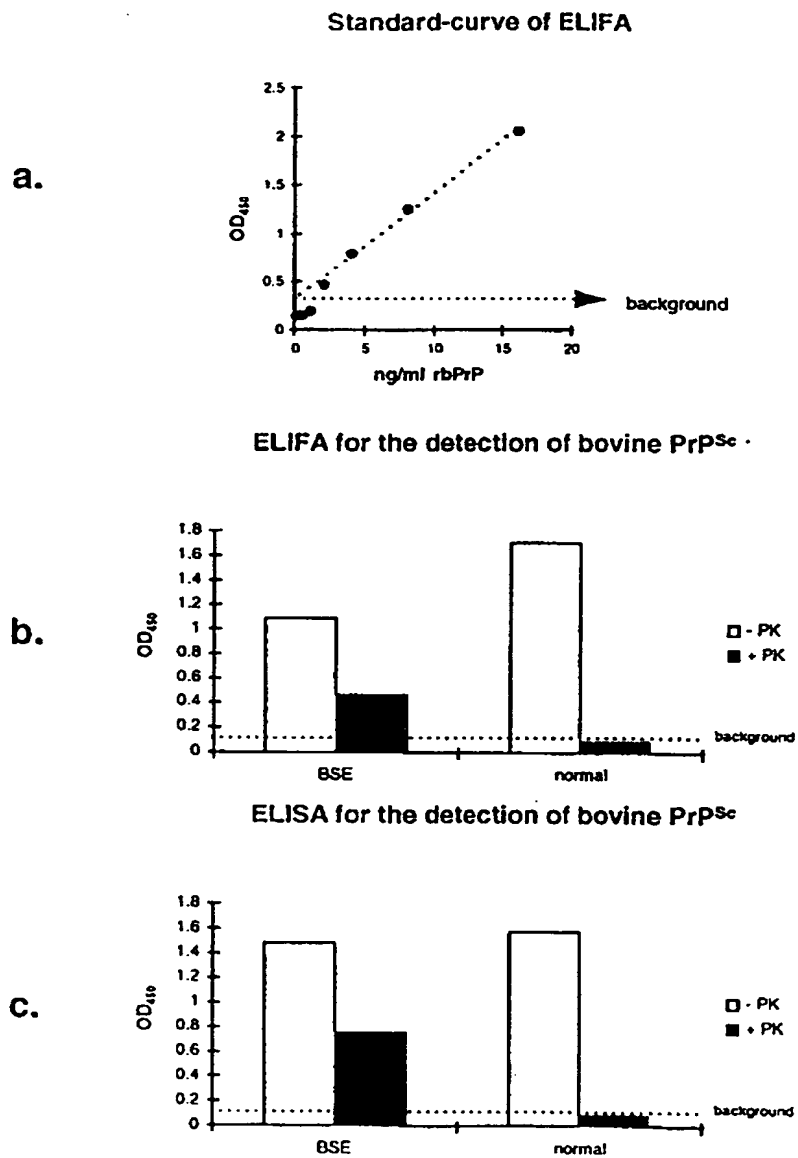 Standard-curve of ELIFA
a.
2.5
2
1.5
1
0.5
0
OD450
0 5 10 15 20
ng/ml rbPrP
background
ELIFA for the detection of bovine PrPSc
b.
1.8
1.6
1.4
1.2
1
0.8
0.6
0.4
0.2
0
OD450
- PK
+ PK
background
BSE normal
ELISA for the detection of bovine PrPSc
c.
1.8
1.6
1.4
1.2
1
0.8
0.6
0.4
0.2
0
OD450
- PK
+ PK
background
BSE normal